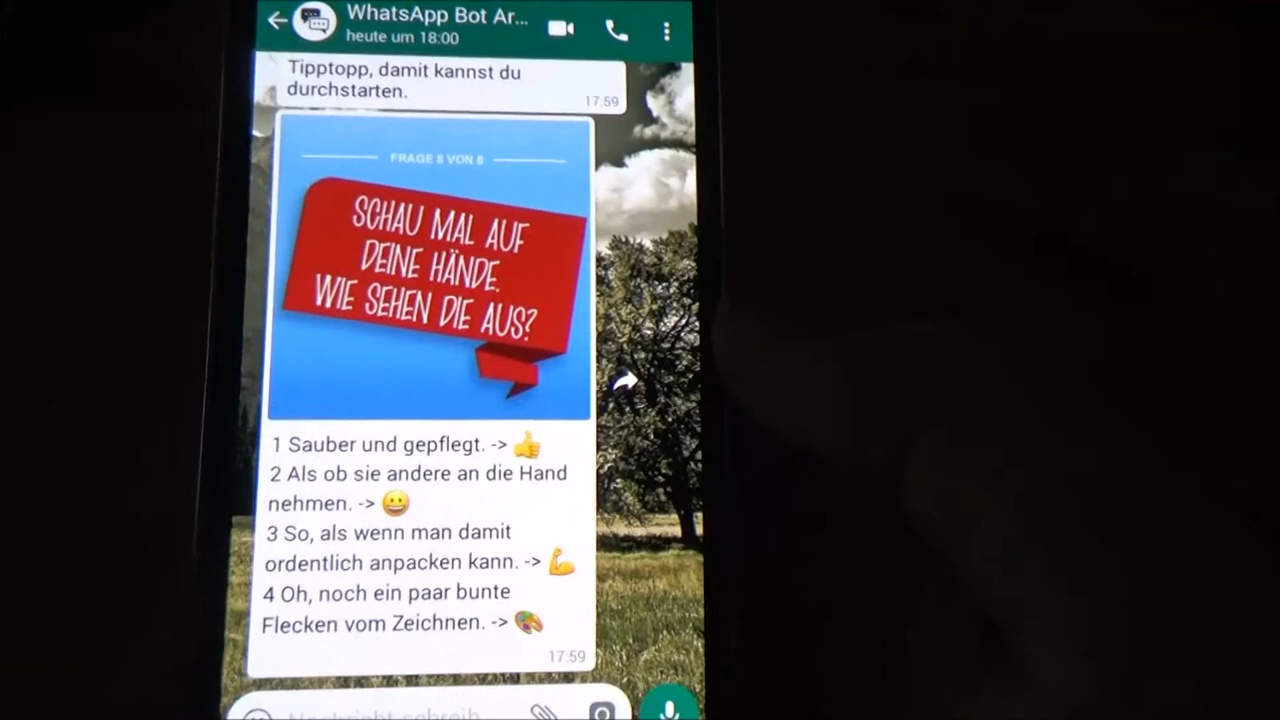 WhatsApp Bot Ar...
heute um 18:00
Tipptopp, damit kannst du
durchstarten.
17:59
FRAGE 6 VON 8
SCHAU MAL AUF
DEINE HÄNDE.
WIE SEHEN DIE AUS?
1 Sauber und gepflegt. -> 👍
2 Als ob sie andere an die Hand
nehmen. -> 😀
3 So, als wenn man damit
ordentlich anpacken kann. -> 💪
4 Oh, noch ein paar bunte
Flecken vom Zeichnen. -> 🎨
17:59
Nachricht schreib